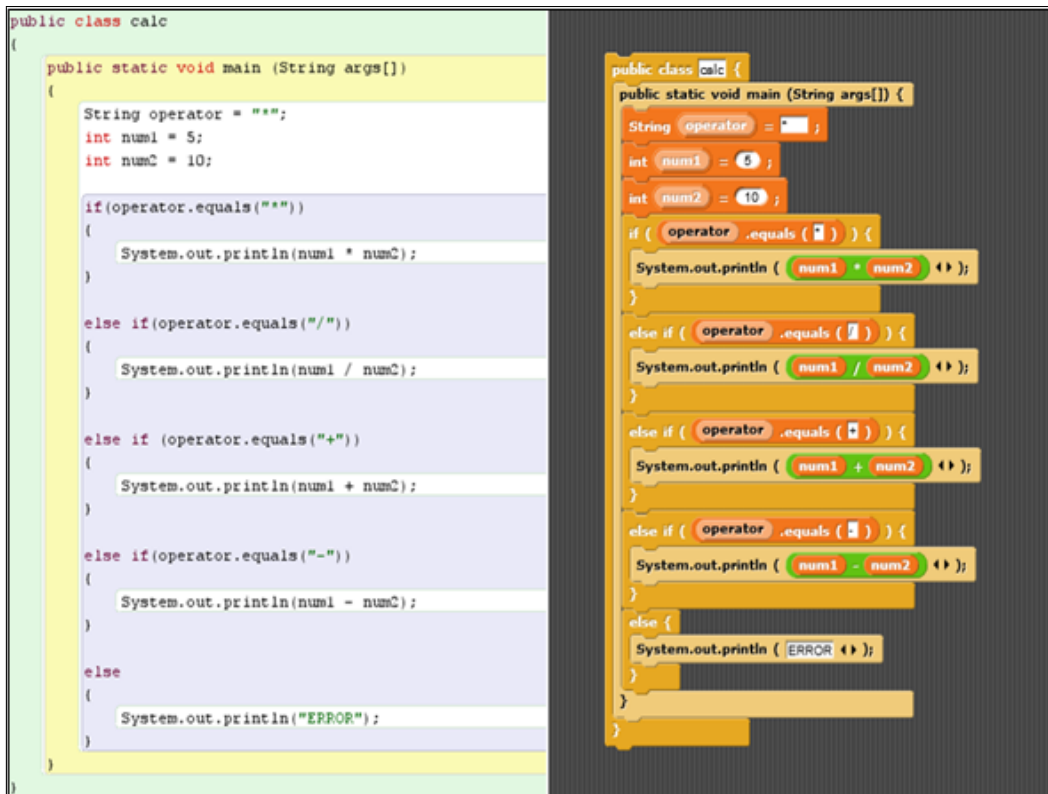 public class calc
{
public static void main (String args[])
{
String operator = "*";
int num1 = 5;
int num2 = 10;
if(operator.equals("*"))
{
System.out.println(num1 * num2);
}
else if(operator.equals("/"))
{
System.out.println(num1 / num2);
}
else if (operator.equals("+"))
{
System.out.println(num1 + num2);
}
else if(operator.equals("-"))
{
System.out.println(num1 - num2);
}
else
{
System.out.println("ERROR");
}
}
}
public class calc {
public static void main (String args[]) {
String operator = * ;
int num1 = 5 ;
int num2 = 10 ;
if ( operator .equals ( * ) ) {
System.out.println ( num1 * num2 );
}
else if ( operator .equals ( / ) ) {
System.out.println ( num1 / num2 );
}
else if ( operator .equals ( + ) ) {
System.out.println ( num1 + num2 );
}
else if ( operator .equals ( - ) ) {
System.out.println ( num1 - num2 );
}
else {
System.out.println ( ERROR );
}
}
}